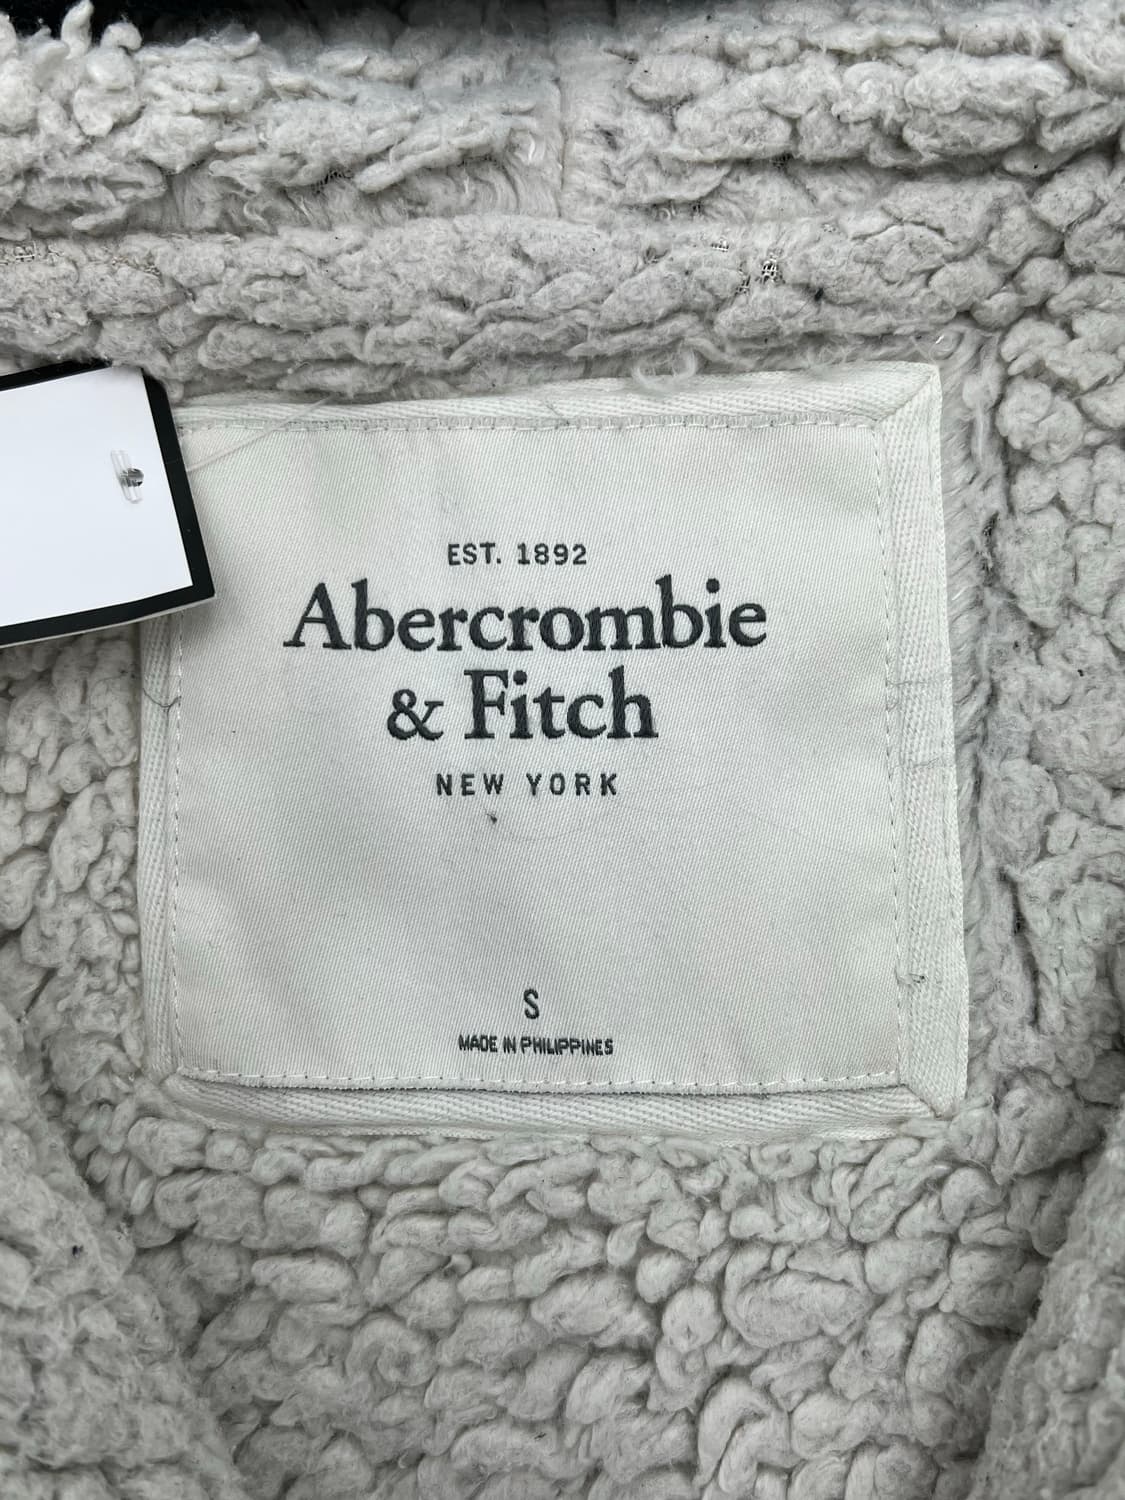 EST. 1892
Abercrombie
& Fitch
NEW YORK
S
MADE IN PHILIPPINES